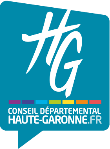 HG
CONSEIL DÉPARTEMENTAL
HAUTE-GARONNE.FR